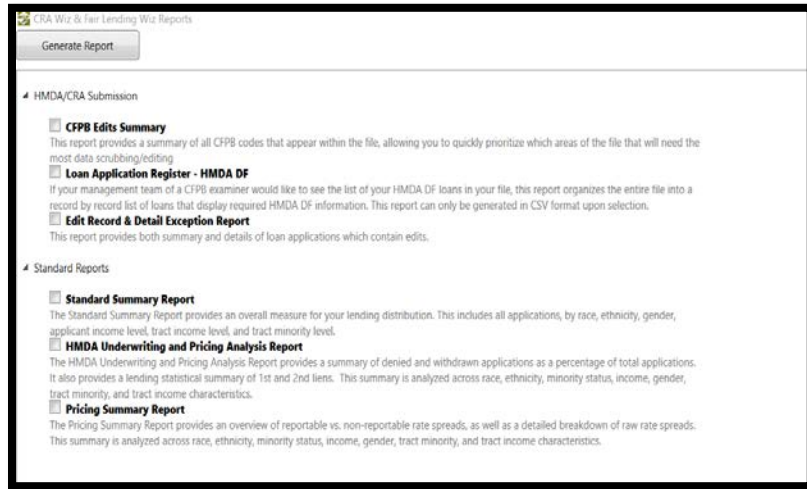 CRA Wiz & Fair Lending Wiz Reports
Generate Report
HMDA/CRA Submission
CFPB Edits Summary
This report provides a summary of all CFPB codes that appear within the file, allowing you to quickly prioritize which areas of the file that will need the
most data scrubbing/editing
Loan Application Register - HMDA DF
If your management team of a CFPB examiner would like to see the list of your HMDA DF loans in your file, this report organizes the entire file into a
record by record list of loans that display required HMDA DF information. This report can only be generated in CSV format upon selection.
Edit Record & Detail Exception Report
This report provides both summary and details of loan applications which contain edits.
Standard Reports
Standard Summary Report
The Standard Summary Report provides an overall measure for your lending distribution. This includes all applications, by race, ethnicity, gender,
applicant income level, tract income level, and tract minority level.
HMDA Underwriting and Pricing Analysis Report
The HMDA Underwriting and Pricing Analysis Report provides a summary of denied and withdrawn applications as a percentage of total applications.
It also provides a lending statistical summary of 1st and 2nd liens. This summary is analyzed across race, ethnicity, minority status, income, gender,
tract minority, and tract income characteristics.
Pricing Summary Report
The Pricing Summary Report provides an overview of reportable vs. non-reportable rate spreads, as well as a detailed breakdown of raw rate spreads.
This summary is analyzed across race, ethnicity, minority status, income, gender, tract minority, and tract income characteristics.